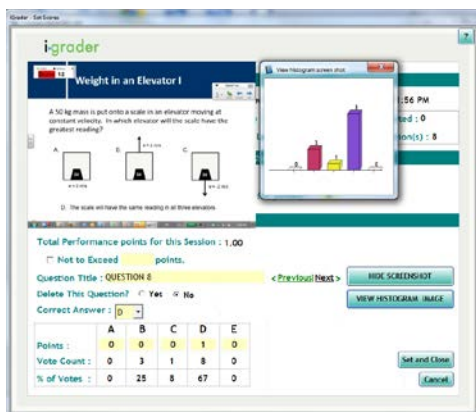 iGrader - Set Scores
i-grader
Weight in an Elevator I
A 50 kg mass is put onto a scale in an elevator moving at
constant velocity. In which elevator will the scale have the
greatest reading?
A. B. C.
D. The scale will have the same reading in all three elevators.
View histogram screen shot
:56 PM
ted : 0
on(s) : 8
Total Performance points for this Session : 1.00
Not to Exceed points.
Question Title : QUESTION 8
< Previous| Next >
HIDE SCREENSHOT
Delete This Question? Yes No
VIEW HISTOGRAM IMAGE
Correct Answer : D
A B C D E
Points : 0 0 0 1 0
Vote Count : 0 3 1 8 0
% of Votes : 0 25 8 67 0
Set and Close
Cancel